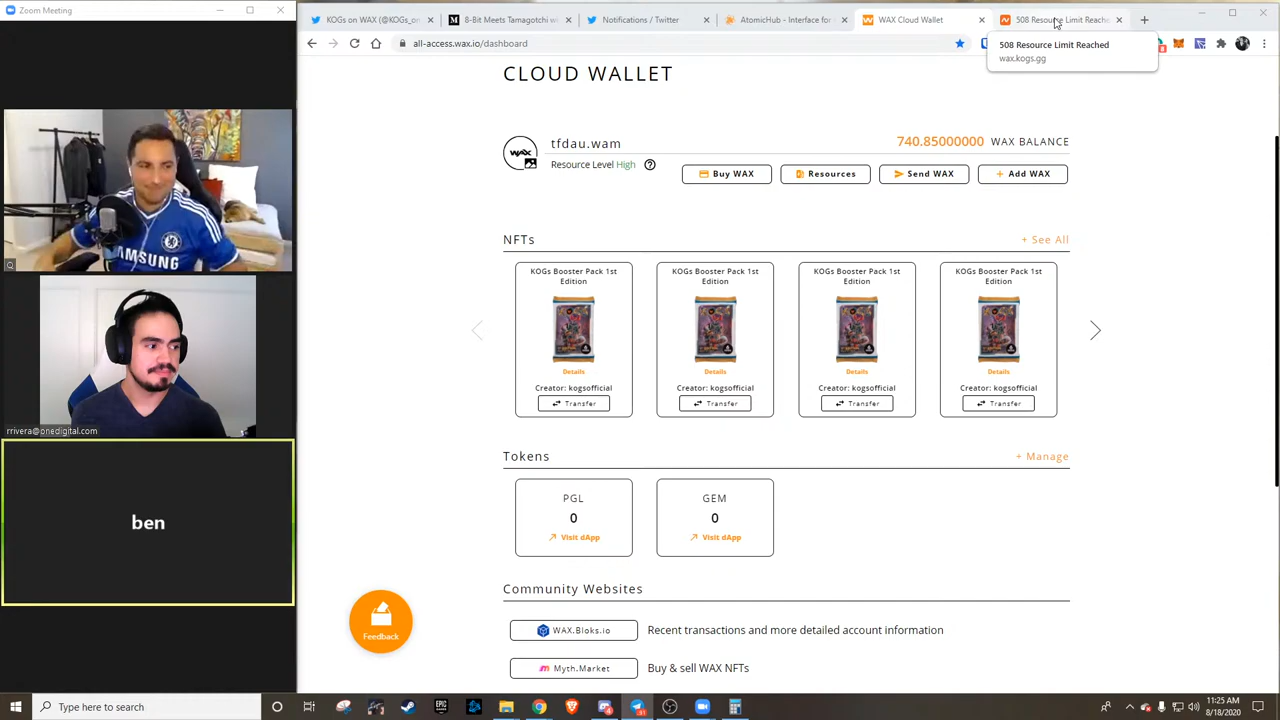 Zoom Meeting
KOGs on WAX (@KOGs_on
8-Bit Meets Tamagotchi w
Notifications / Twitter
AtomicHub - Interface for
WAX Cloud Wallet
508 Resource Limit Reache
all-access.wax.io/dashboard
508 Resource Limit Reached
wax.kogs.gg
CLOUD WALLET
tfdau.wam
740.85000000 WAX BALANCE
Resource Level High
Buy WAX
Resources
Send WAX
+ Add WAX
NFTs
+ See All
KOGs Booster Pack 1st
Edition
Details
Creator: kogsofficial
Transfer
KOGs Booster Pack 1st
Edition
Details
Creator: kogsofficial
Transfer
KOGs Booster Pack 1st
Edition
Details
Creator: kogsofficial
Transfer
KOGs Booster Pack 1st
Edition
Details
Creator: kogsofficial
Transfer
Tokens
+ Manage
PGL
0
Visit dApp
GEM
0
Visit dApp
Community Websites
WAX.Bloks.io
Recent transactions and more detailed account information
Myth.Market
Buy & sell WAX NFTs
Feedback
SAMSUNG
rrivera@pnedigital.com
ben
Type here to search
EPIC
GAMES
11:25 AM
8/18/2020